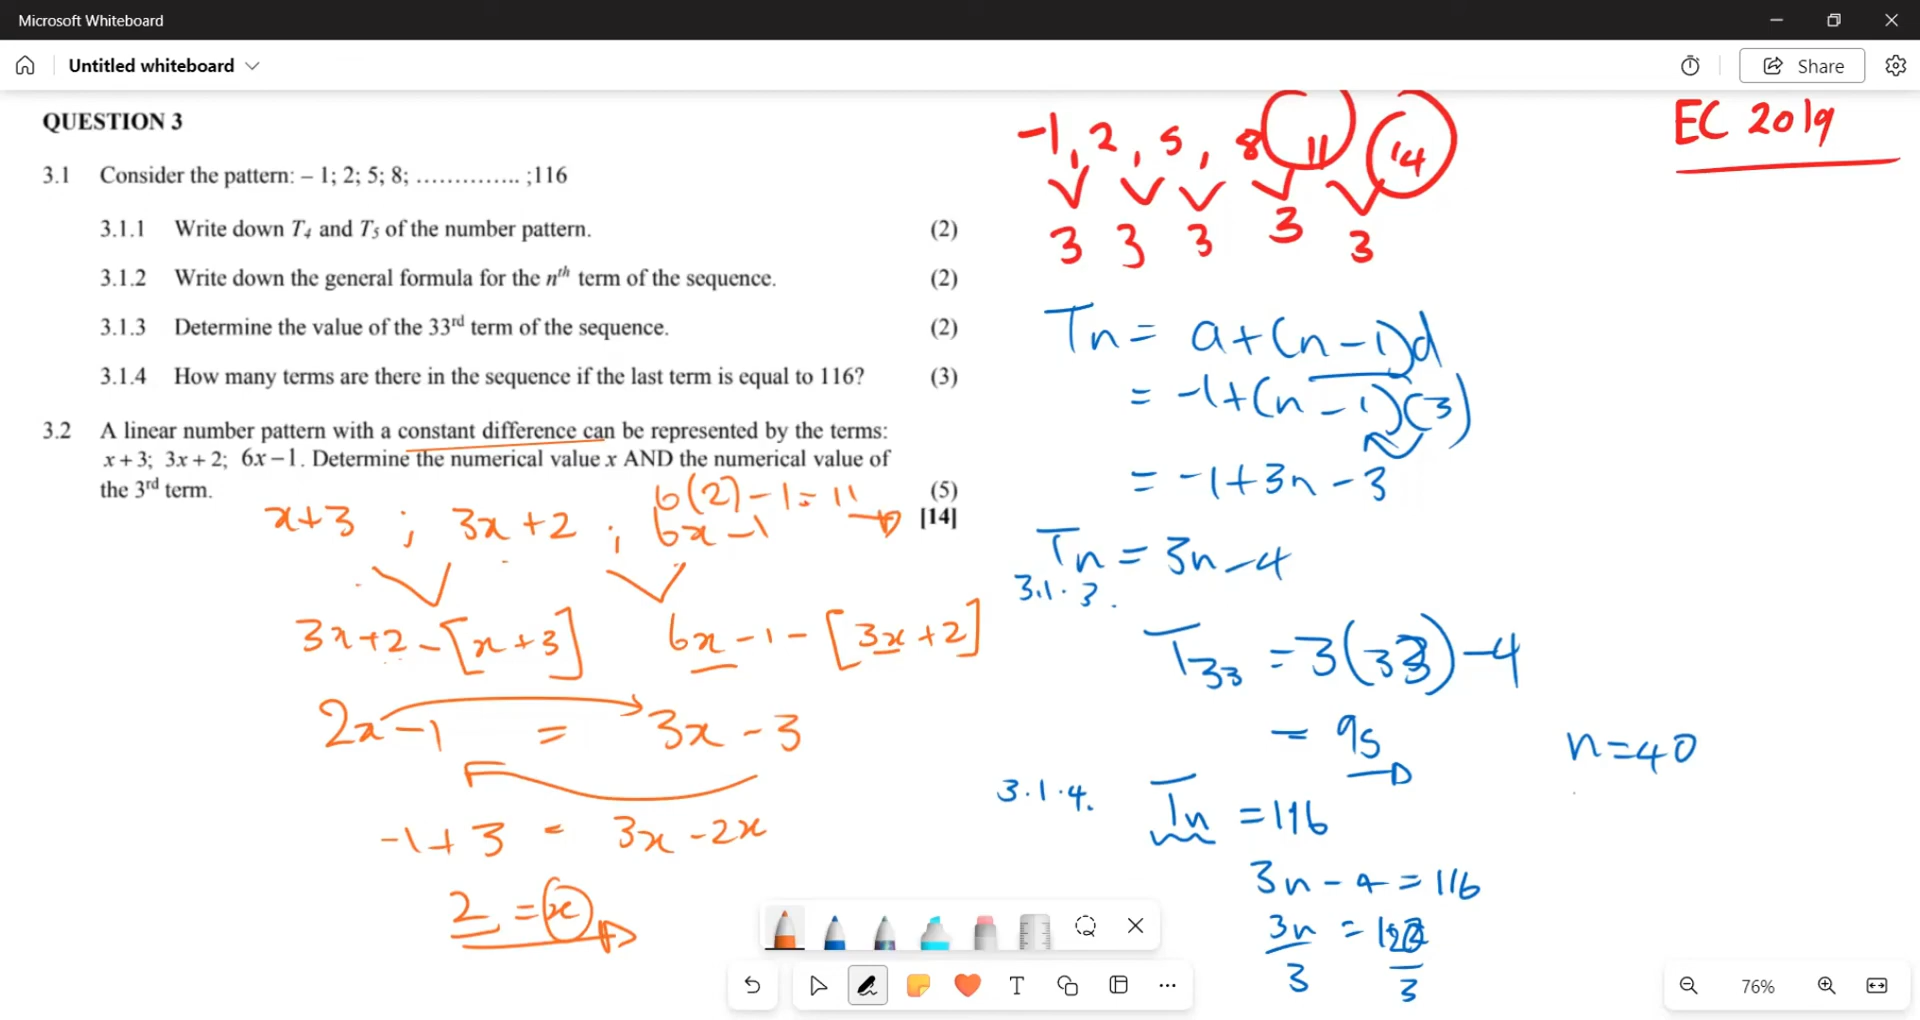 Microsoft Whiteboard
Untitled whiteboard
Share
QUESTION 3
3.1 Consider the pattern: – 1; 2; 5; 8; .............. ;116
3.1.1 Write down T₄ and T₅ of the number pattern. (2)
3.1.2 Write down the general formula for the nᵗʰ term of the sequence. (2)
3.1.3 Determine the value of the 33ʳᵈ term of the sequence. (2)
3.1.4 How many terms are there in the sequence if the last term is equal to 116? (3)
3.2 A linear number pattern with a constant difference can be represented by the terms:
x + 3; 3x + 2; 6x – 1. Determine the numerical value x AND the numerical value of
the 3ʳᵈ term. (5)
[14]
6(2) - 1 = 11
x+3 ; 3x+2 ; 6x-1
3x+2-[x+3] 6x-1-[3x+2]
2x-1 = 3x-3
-1+3 = 3x-2x
2 = x
EC 2019
-1, 2, 5, 8 11 14
3 3 3 3 3
Tn = a+(n-1)d
= -1+(n-1)(3)
= -1+3n-3
Tn = 3n-4
3.1.3.
T33 = 3(33)-4
= 95
n=40
3.1.4. Tn = 116
3n-4 = 116
3n = 120
3 3
76%